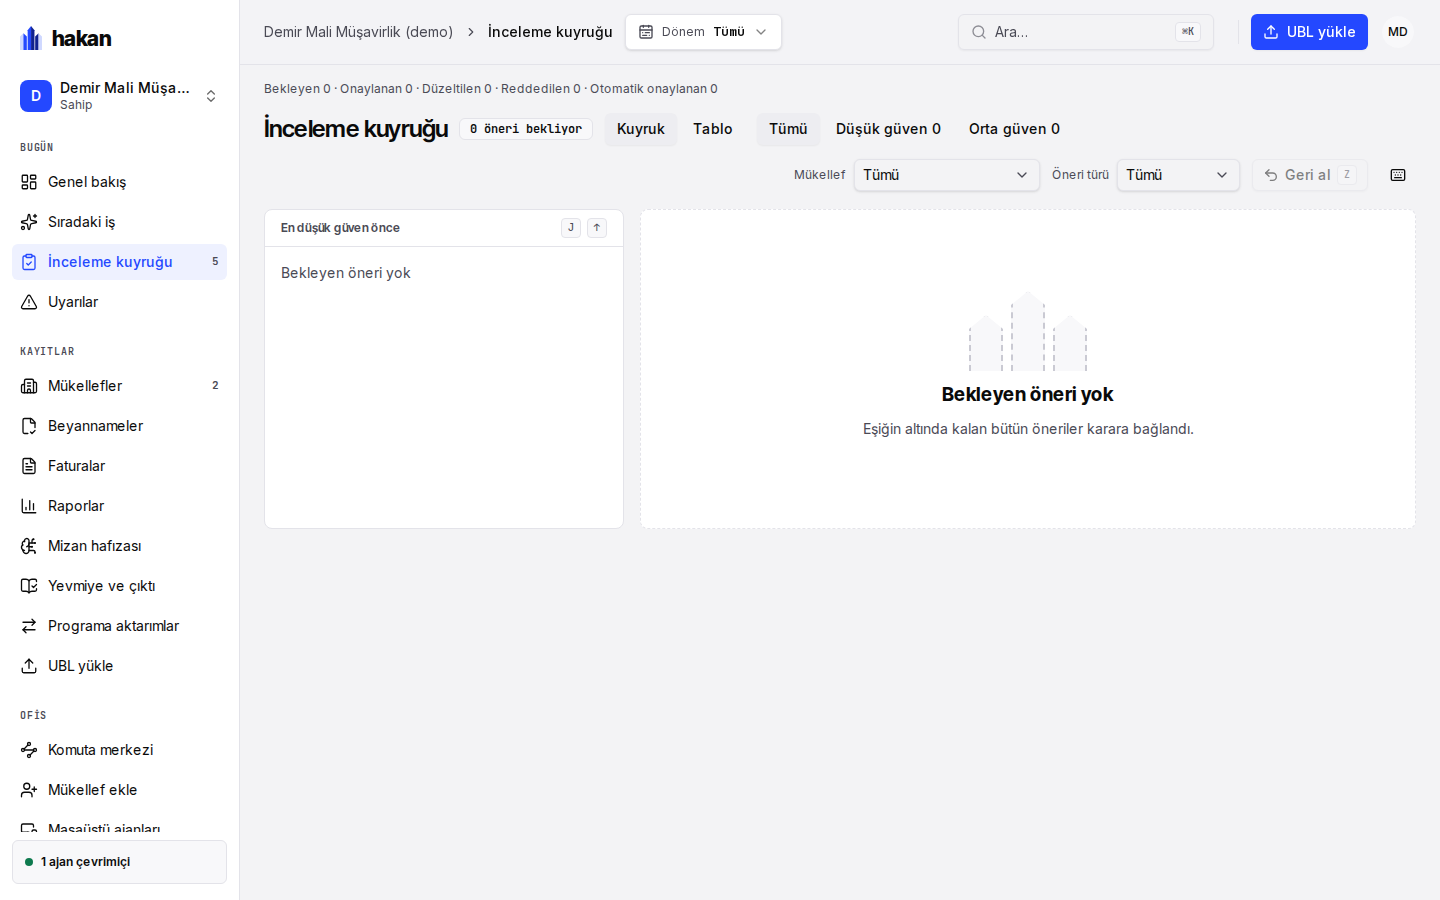 hakan
D
Demir Mali Müşa...
Sahip
BUGÜN
Genel bakış
Sıradaki iş
İnceleme kuyruğu 5
Uyarılar
KAYITLAR
Mükellefler 2
Beyannameler
Faturalar
Raporlar
Mizan hafızası
Yevmiye ve çıktı
Programa aktarımlar
UBL yükle
OFİS
Komuta merkezi
Mükellef ekle
Masaüstü ajanları
1 ajan çevrimiçi
Demir Mali Müşavirlik (demo) > İnceleme kuyruğu Dönem Tümü
Ara... ⌘K UBL yükle MD
Bekleyen 0 · Onaylanan 0 · Düzeltilen 0 · Reddedilen 0 · Otomatik onaylanan 0
İnceleme kuyruğu 0 öneri bekliyor Kuyruk Tablo Tümü Düşük güven 0 Orta güven 0
Mükellef Tümü Öneri türü Tümü Geri al Z
En düşük güven önce J ↑
Bekleyen öneri yok
Bekleyen öneri yok
Eşiğin altında kalan bütün öneriler karara bağlandı.